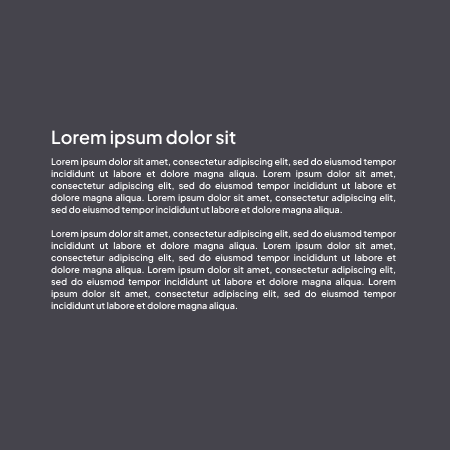 Lorem ipsum dolor sit
Lorem ipsum dolor sit amet, consectetur adipiscing elit, sed do eiusmod tempor
incididunt ut labore et dolore magna aliqua. Lorem ipsum dolor sit amet,
consectetur adipiscing elit, sed do eiusmod tempor incididunt ut labore et
dolore magna aliqua. Lorem ipsum dolor sit amet, consectetur adipiscing elit,
sed do eiusmod tempor incididunt ut labore et dolore magna aliqua.
Lorem ipsum dolor sit amet, consectetur adipiscing elit, sed do eiusmod tempor
incididunt ut labore et dolore magna aliqua. Lorem ipsum dolor sit amet,
consectetur adipiscing elit, sed do eiusmod tempor incididunt ut labore et
dolore magna aliqua. Lorem ipsum dolor sit amet, consectetur adipiscing elit,
sed do eiusmod tempor incididunt ut labore et dolore magna aliqua. Lorem
ipsum dolor sit amet, consectetur adipiscing elit, sed do eiusmod tempor
incididunt ut labore et dolore magna aliqua.